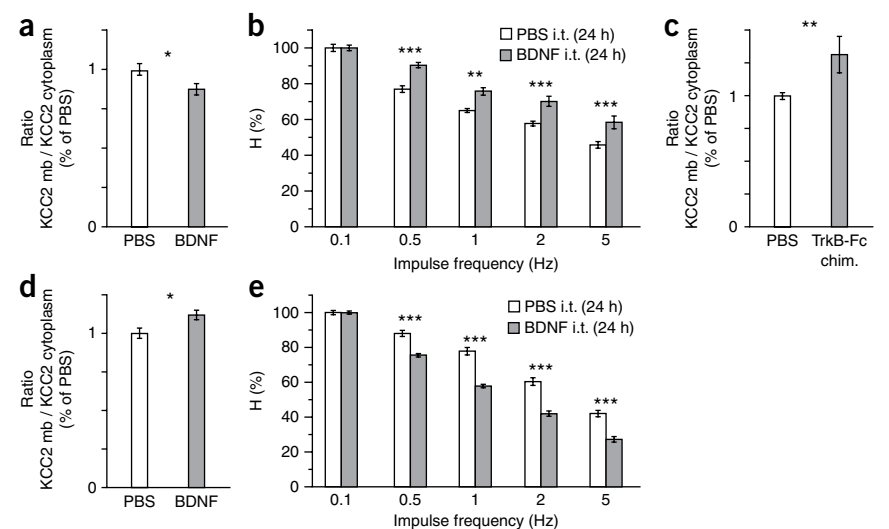 a
Ratio
KCC2 mb / KCC2 cytoplasm
(% of PBS)
1
0
*
PBS BDNF
b
H (%)
100
80
60
40
20
0
PBS i.t. (24 h)
BDNF i.t. (24 h)
***
**
***
***
0.1 0.5 1 2 5
Impulse frequency (Hz)
c
Ratio
KCC2 mb / KCC2 cytoplasm
(% of PBS)
1
0
**
PBS TrkB-Fc
chim.
d
Ratio
KCC2 mb / KCC2 cytoplasm
(% of PBS)
1
0
*
PBS BDNF
e
H (%)
100
80
60
40
20
0
PBS i.t. (24 h)
BDNF i.t. (24 h)
***
***
***
***
0.1 0.5 1 2 5
Impulse frequency (Hz)